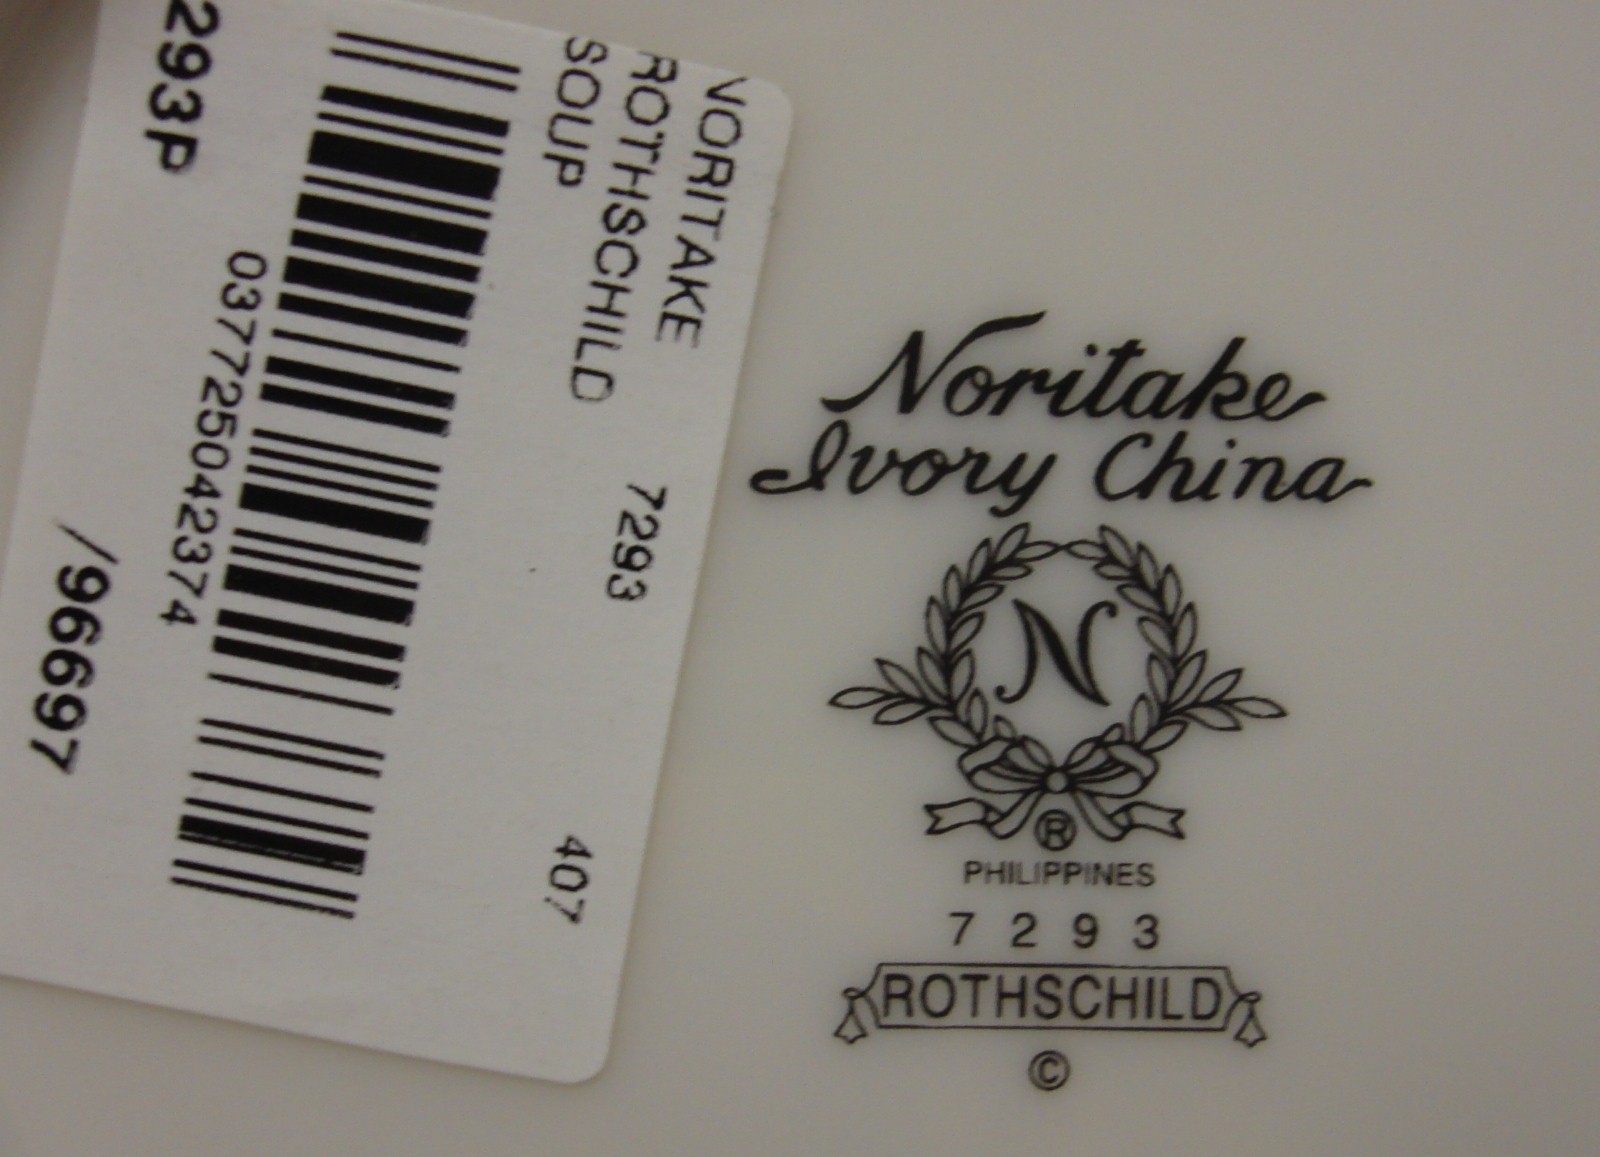 NORITAKE
ROTHSCHILD 7293
SOUP 407
037725042374
293P /96697
Noritake
Ivory China
N
®
PHILIPPINES
7293
ROTHSCHILD
©